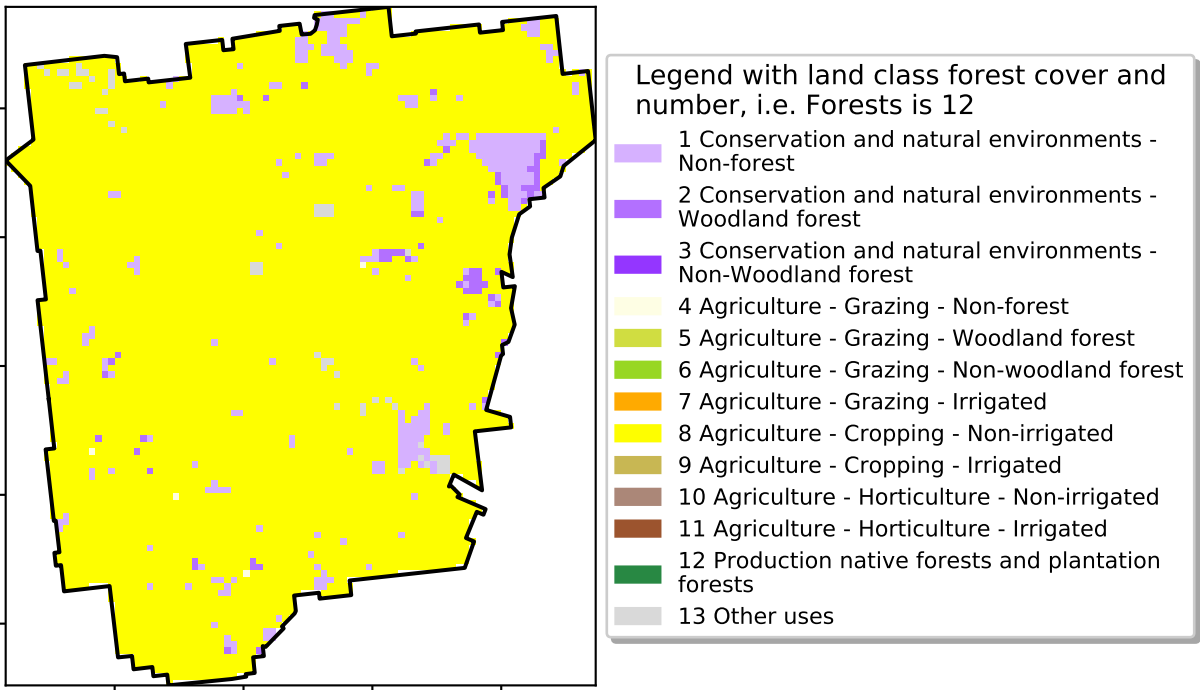 Legend with land class forest cover and
number, i.e. Forests is 12
1 Conservation and natural environments -
Non-forest
2 Conservation and natural environments -
Woodland forest
3 Conservation and natural environments -
Non-Woodland forest
4 Agriculture - Grazing - Non-forest
5 Agriculture - Grazing - Woodland forest
6 Agriculture - Grazing - Non-woodland forest
7 Agriculture - Grazing - Irrigated
8 Agriculture - Cropping - Non-irrigated
9 Agriculture - Cropping - Irrigated
10 Agriculture - Horticulture - Non-irrigated
11 Agriculture - Horticulture - Irrigated
12 Production native forests and plantation
forests
13 Other uses